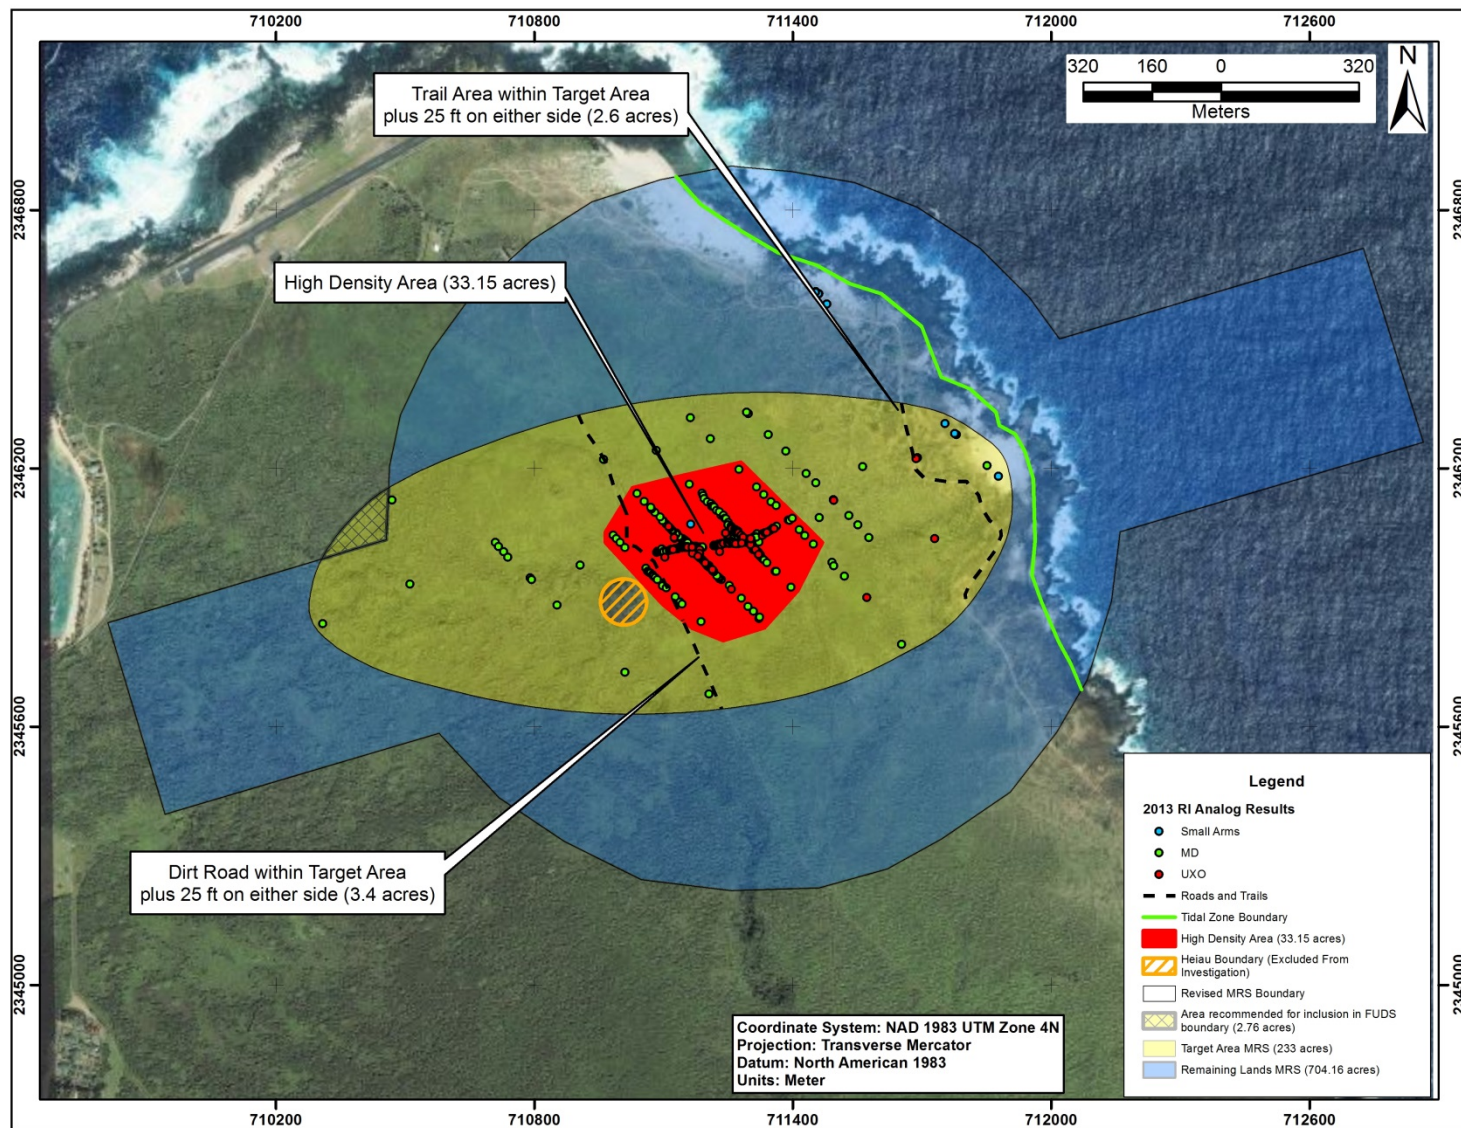 710200 710800 711400 712000 712600
320 160 0 320
Meters
N
Trail Area within Target Area
plus 25 ft on either side (2.6 acres)
2346800 2346800
High Density Area (33.15 acres)
2346200 2346200
2345600 2345600
Dirt Road within Target Area
plus 25 ft on either side (3.4 acres)
Legend
2013 RI Analog Results
Small Arms
MD
UXO
Roads and Trails
Tidal Zone Boundary
High Density Area (33.15 acres)
Heiau Boundary (Excluded From
Investigation)
Revised MRS Boundary
Area recommended for inclusion in FUDS
boundary (2.76 acres)
Target Area MRS (233 acres)
Remaining Lands MRS (704.16 acres)
2345000 2345000
Coordinate System: NAD 1983 UTM Zone 4N
Projection: Transverse Mercator
Datum: North American 1983
Units: Meter
710200 710800 711400 712000 712600